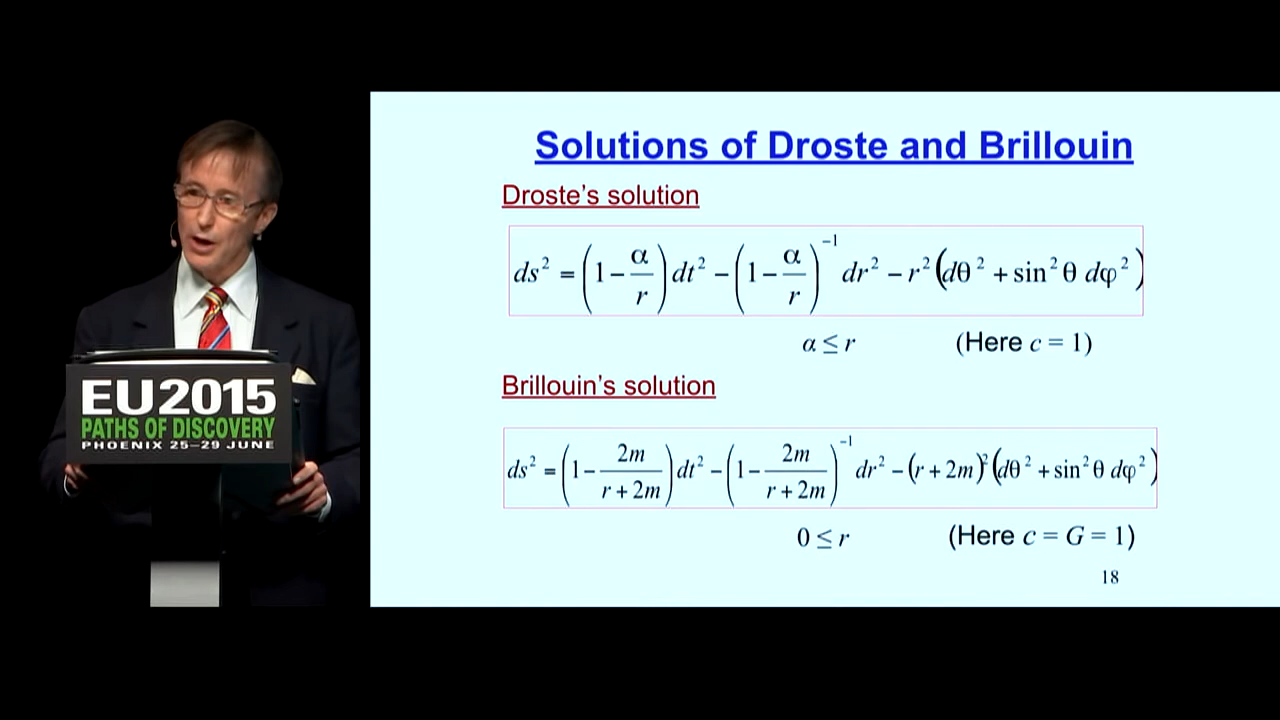 Solutions of Droste and Brillouin
Droste’s solution
ds² = (1 − α/r) dt² − (1 − α/r)⁻¹ dr² − r² (dθ² + sin²θ dφ²)
α ≤ r (Here c = 1)
Brillouin’s solution
ds² = (1 − 2m/(r + 2m)) dt² − (1 − 2m/(r + 2m))⁻¹ dr² − (r + 2m)² (dθ² + sin²θ dφ²)
0 ≤ r (Here c = G = 1)
18
EU2015
PATHS OF DISCOVERY
PHOENIX 25–29 JUNE